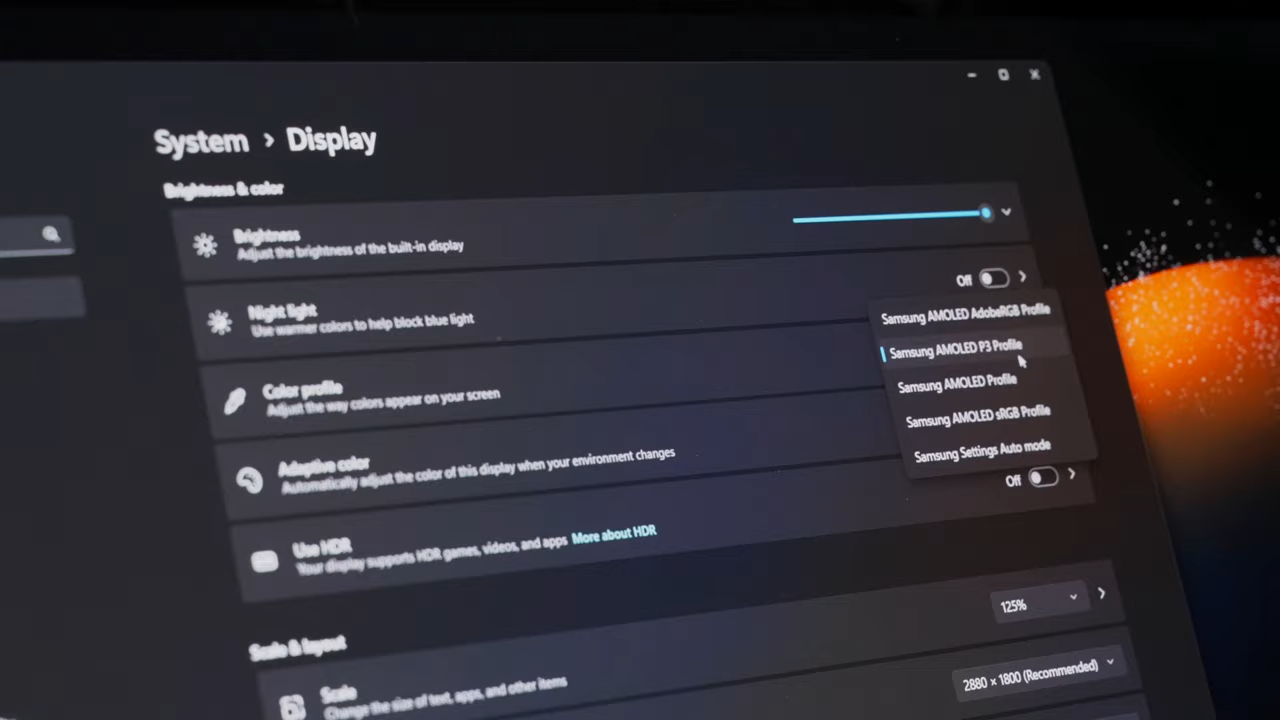 System > Display
Brightness & color
Brightness
Adjust the brightness of the built-in display
Night light
Use warmer colors to help block blue light
Off
Color profile
Adjust the way colors appear on your screen
Samsung AMOLED AdobeRGB Profile
Samsung AMOLED P3 Profile
Samsung AMOLED Profile
Samsung AMOLED sRGB Profile
Samsung Settings Auto mode
Adaptive color
Automatically adjust the color of this display when your environment changes
Use HDR
Your display supports HDR games, videos, and apps More about HDR
Off
Scale & layout
Scale
Change the size of text, apps, and other items
125%
2880 × 1800 (Recommended)